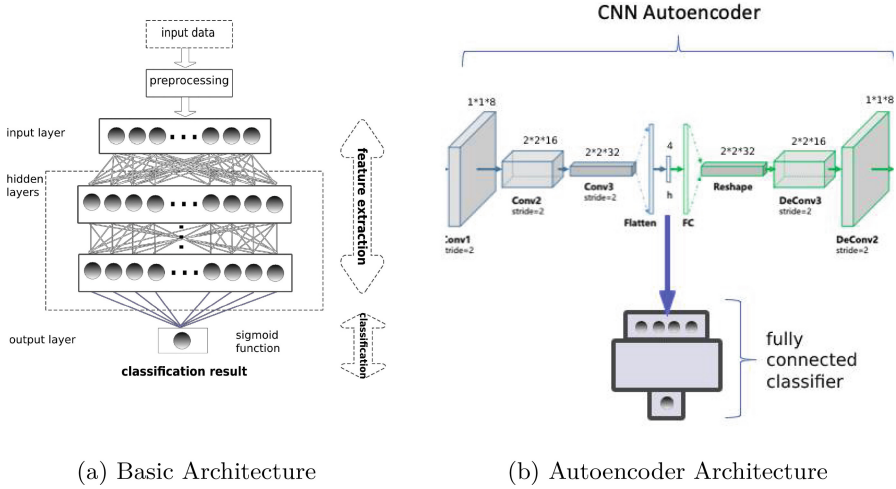 input data
preprocessing
input layer
hidden
layers
feature extraction
output layer
sigmoid
function
classification
classification result
(a) Basic Architecture
CNN Autoencoder
1*1*8
2*2*16
2*2*32
4
2*2*32
2*2*16
1*1*8
Conv1
stride=2
Conv2
stride=2
Conv3
stride=2
Flatten
h
FC
Reshape
DeConv3
stride=2
DeConv2
stride=2
fully
connected
classifier
(b) Autoencoder Architecture